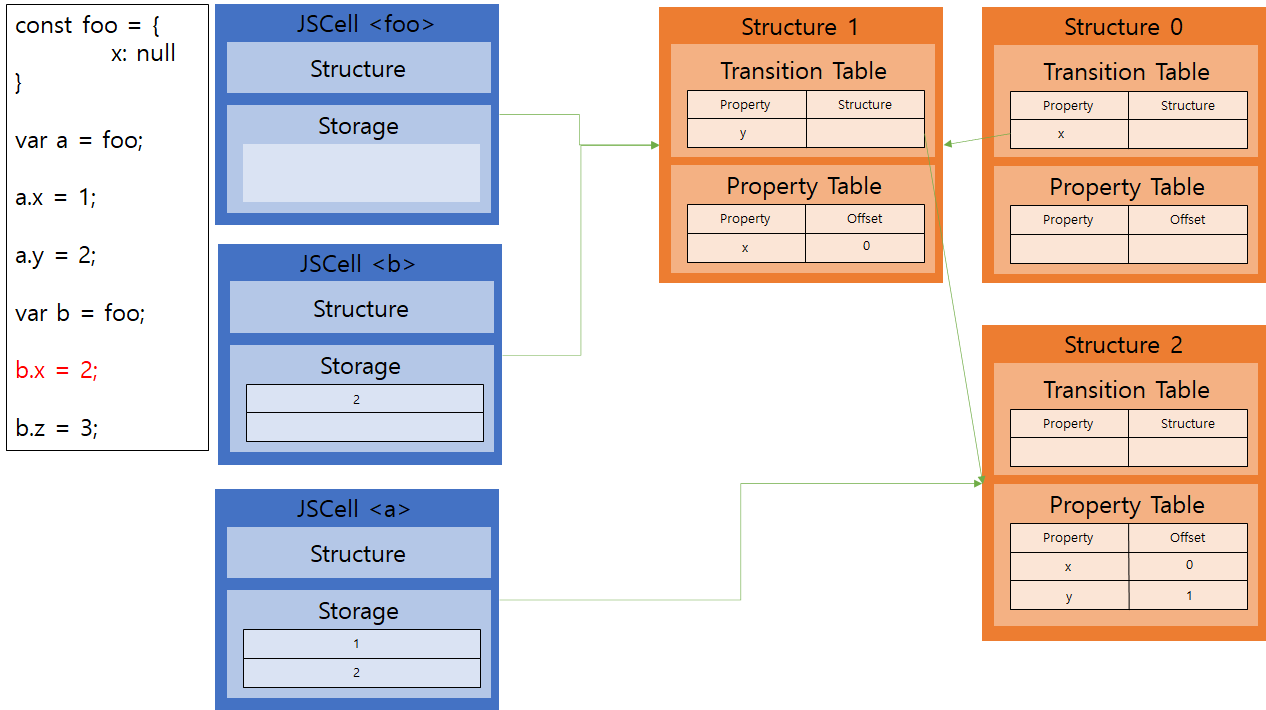 const foo = {
x: null
}
var a = foo;
a.x = 1;
a.y = 2;
var b = foo;
b.x = 2;
b.z = 3;
JSCell <foo>
Structure
Storage
JSCell <b>
Structure
Storage
2
JSCell <a>
Structure
Storage
1
2
Structure 1
Transition Table
Property Structure
y
Property Table
Property Offset
x 0
Structure 0
Transition Table
Property Structure
x
Property Table
Property Offset
Structure 2
Transition Table
Property Structure
Property Table
Property Offset
x 0
y 1